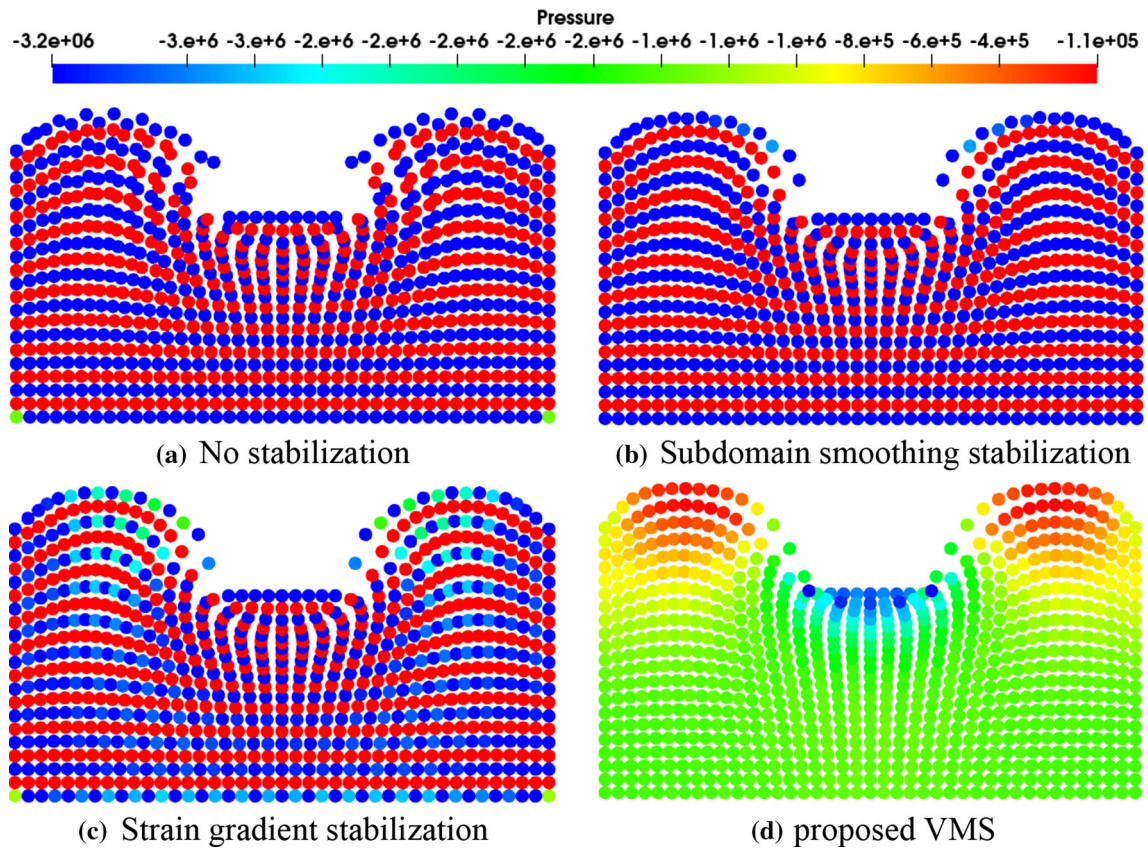 Pressure
-3.2e+06 -3.e+6 -3.e+6 -2.e+6 -2.e+6 -2.e+6 -2.e+6 -2.e+6 -1.e+6 -1.e+6 -1.e+6 -8.e+5 -6.e+5 -4.e+5 -1.1e+05
(a) No stabilization
(b) Subdomain smoothing stabilization
(c) Strain gradient stabilization
(d) proposed VMS